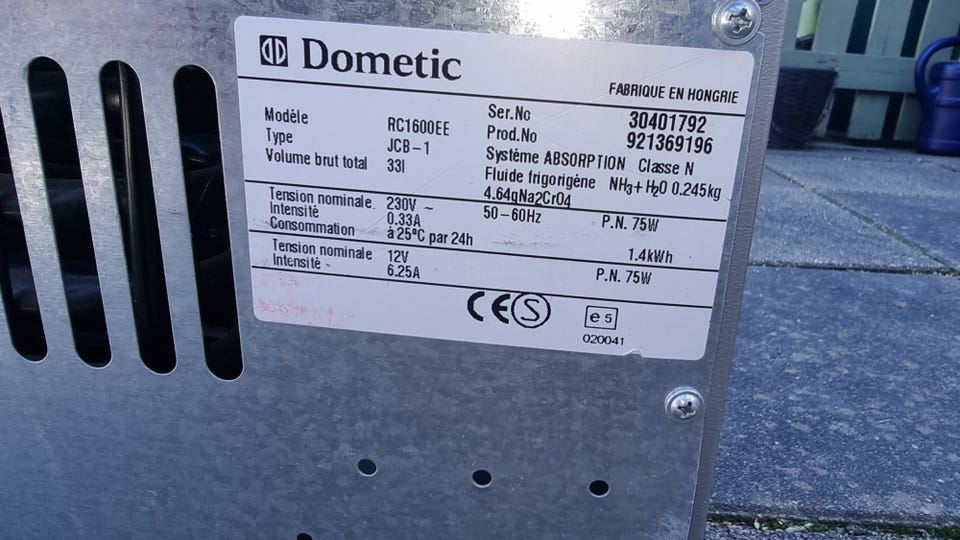 Dometic
FABRIQUE EN HONGRIE
Modèle RC1600EE Ser.No 30401792
Type JCB-1 Prod.No 921369196
Volume brut total 33l Système ABSORPTION Classe N
Fluide frigorigène NH3+H2O 0.245kg
4.64gNa2CrO4
Tension nominale. 230V ~ 50-60Hz P.N. 75W
Intensité 0.33A
Consommation à 25°C par 24h 1.4kWh
Tension nominale 12V P.N. 75W
Intensité - 6.25A
CE S e5
020041